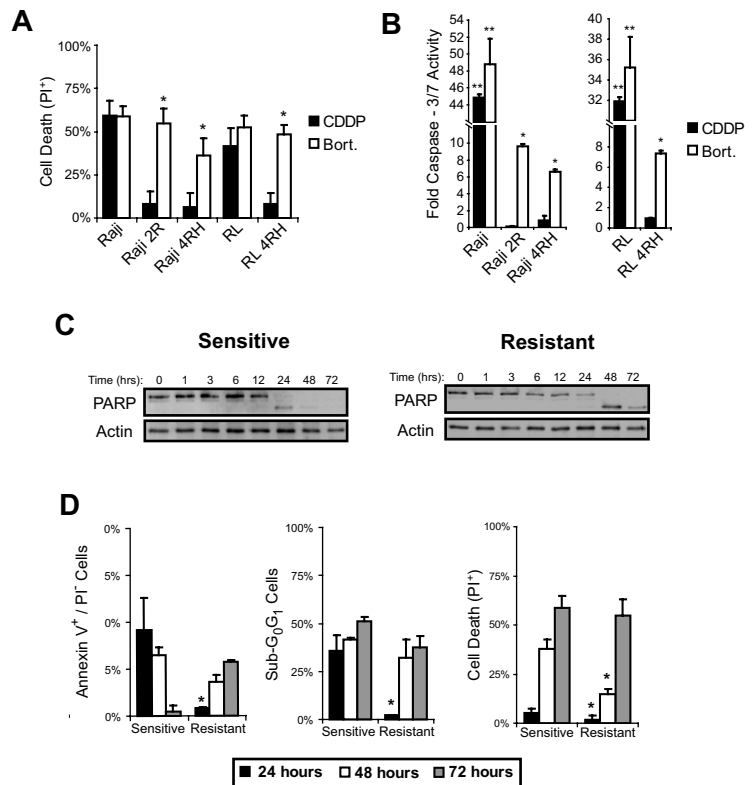 A
100%
75%
50%
25%
0%
Cell Death (PI+)
Raji
Raji 2R
Raji 4RH
RL
RL 4RH
*
*
*
CDDP
Bort.
B
Fold Caspase - 3/7 Activity
54
52
50
48
46
44
10
8
6
4
2
0
**
**
*
*
Raji
Raji 2R
Raji 4RH
38
36
34
32
8
6
4
2
0
**
**
*
RL
RL 4RH
CDDP
Bort.
C
Sensitive
Time (hrs): 0 1 3 6 12 24 48 72
PARP
Actin
Resistant
Time (hrs): 0 1 3 6 12 24 48 72
PARP
Actin
D
Annexin V+ / PI- Cells
0%
5%
0%
5%
0%
*
Sensitive Resistant
Sub-G0G1 Cells
100%
75%
50%
25%
0%
*
Sensitive Resistant
Cell Death (PI+)
100%
75%
50%
25%
0%
*
*
Sensitive Resistant
24 hours 48 hours 72 hours